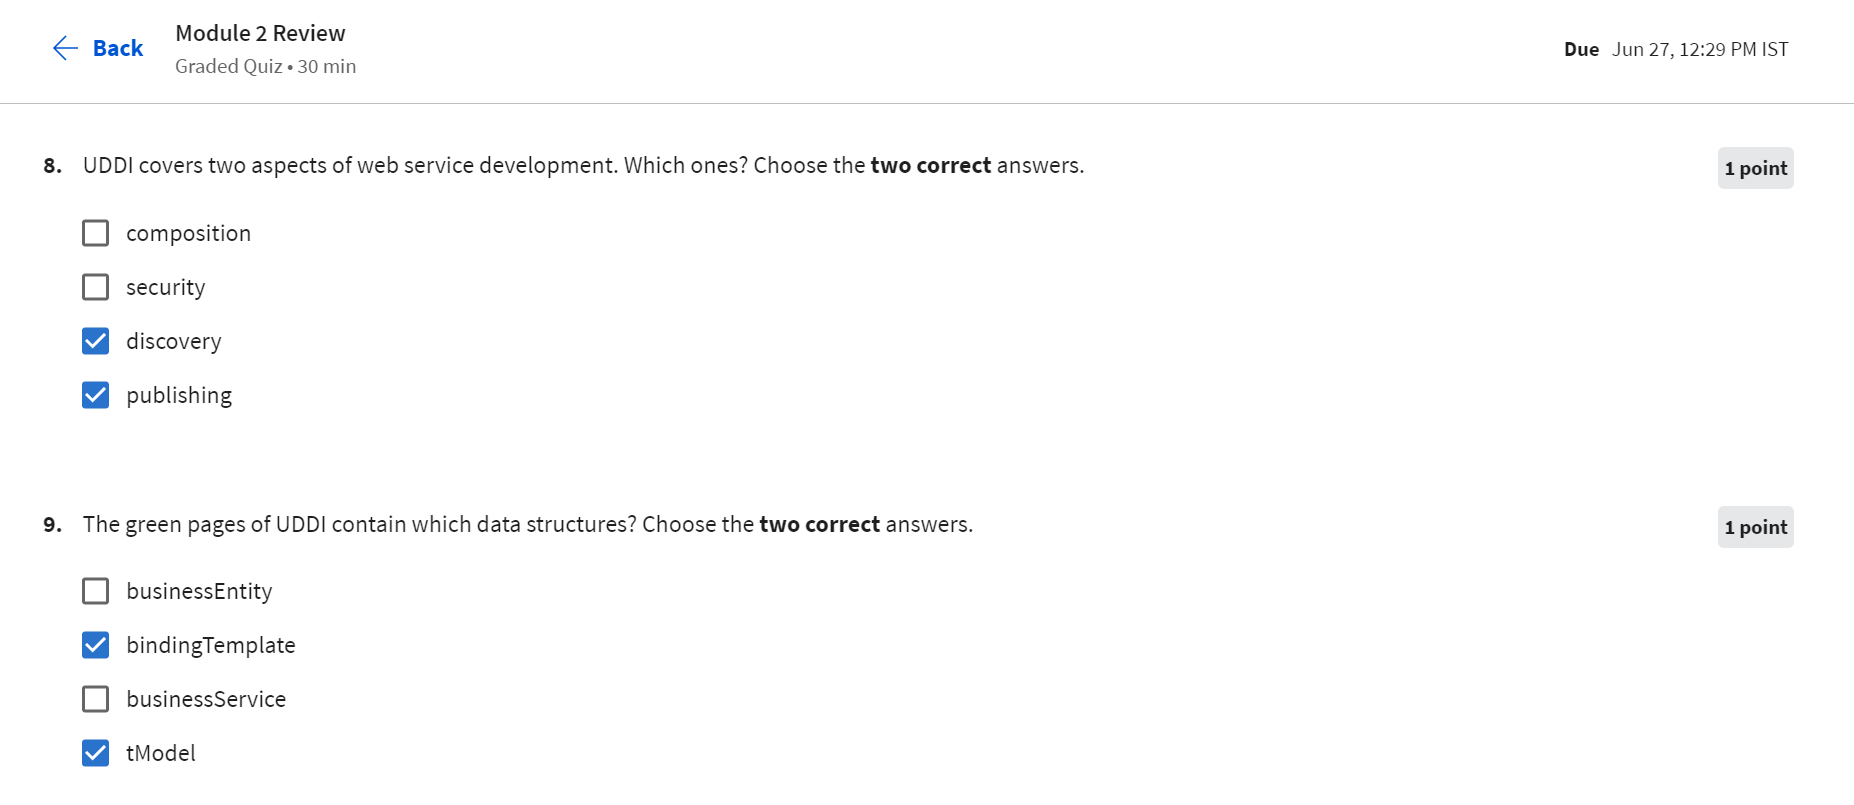 Back
Module 2 Review
Graded Quiz • 30 min
Due Jun 27, 12:29 PM IST
8. UDDI covers two aspects of web service development. Which ones? Choose the two correct answers.
1 point
composition
security
discovery
publishing
9. The green pages of UDDI contain which data structures? Choose the two correct answers.
1 point
businessEntity
bindingTemplate
businessService
tModel